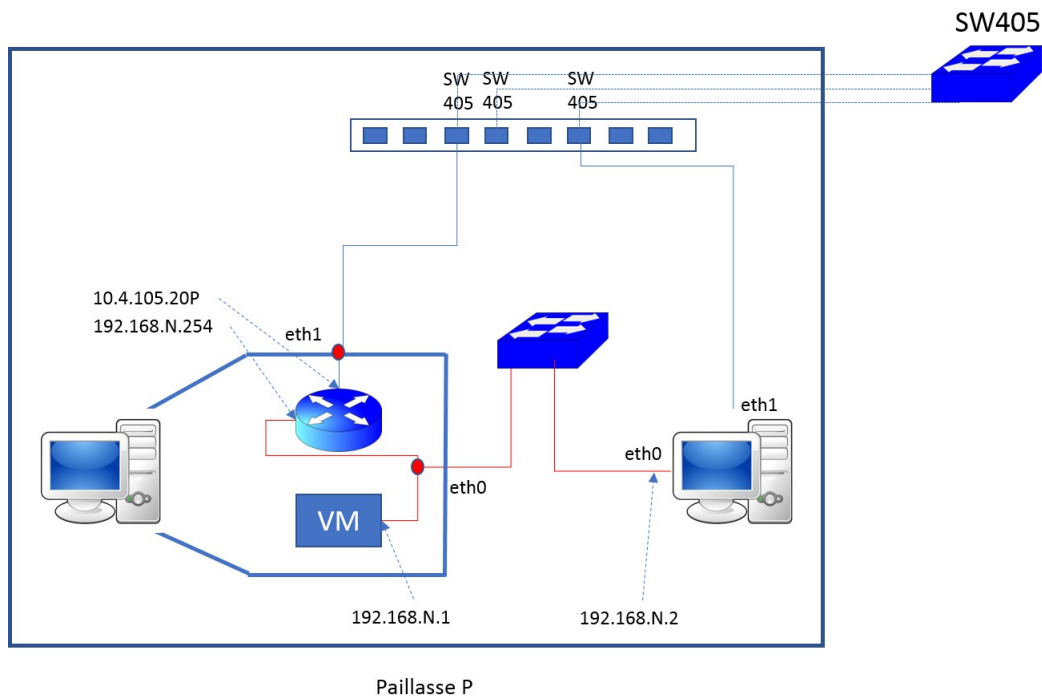 SW405
SW SW SW
405 405 405
10.4.105.20P
192.168.N.254
eth1
eth1
eth0
eth0
VM
192.168.N.1
192.168.N.2
Paillasse P